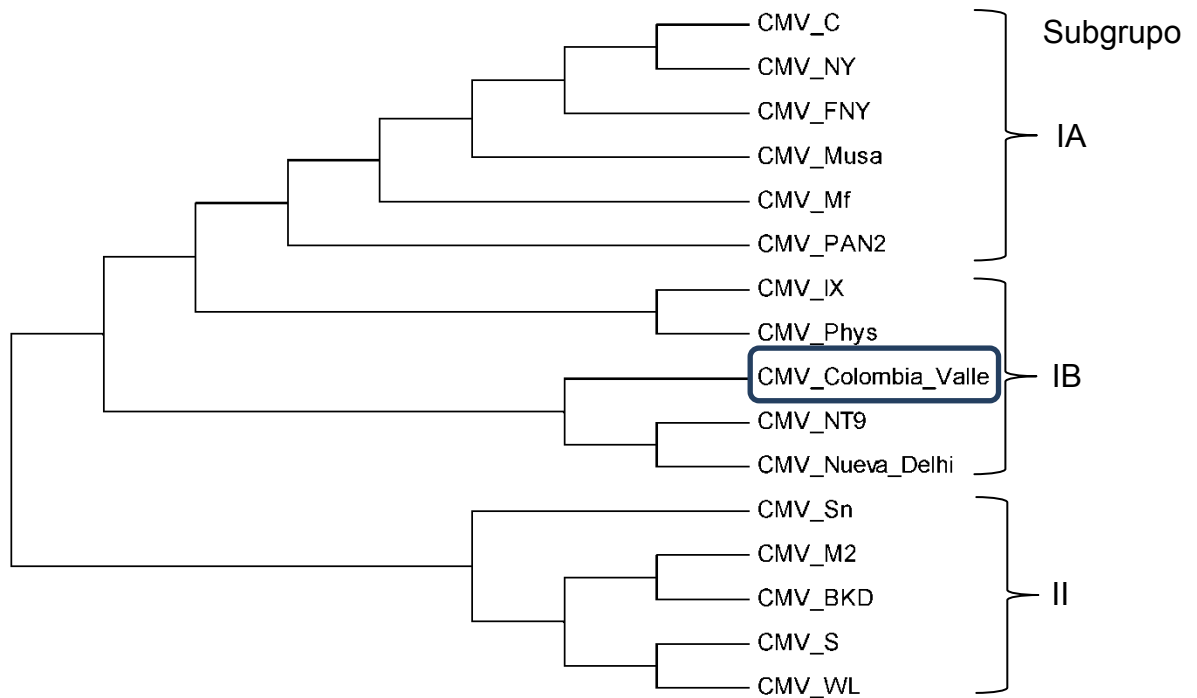 CMV_C
Subgrupo
CMV_NY
CMV_FNY
IA
CMV_Musa
CMV_Mf
CMV_PAN2
CMV_IX
CMV_Phys
CMV_Colombia_Valle
IB
CMV_NT9
CMV_Nueva_Delhi
CMV_Sn
CMV_M2
CMV_BKD
II
CMV_S
CMV_WL